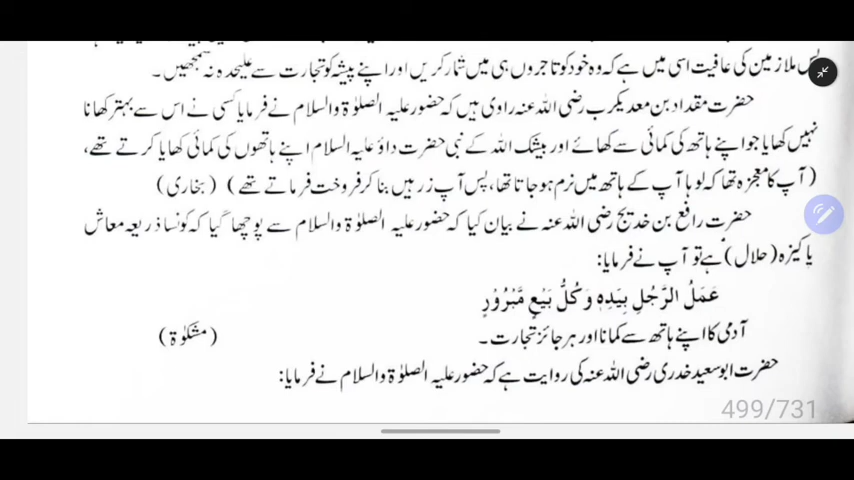 پس ملازمین کی عافیت اسی میں ہے کہ وہ خود کو تاجروں ہی میں شمار کریں اور اپنے پیشہ کو تجارت سے علیحدہ نہ سمجھیں۔
حضرت مقداد بن معدیکرب رضی اللہ عنہ راوی ہیں کہ حضور علیہ الصلوٰۃ والسلام نے فرمایا کسی نے اس سے بہتر کھانا
نہیں کھایا جو اپنے ہاتھ کی کمائی سے کھائے اور بیشک اللہ کے نبی حضرت داؤد علیہ السلام اپنے ہاتھوں کی کمائی کھایا کرتے تھے،
(آپ کا معجزہ تھا کہ لوہا آپ کے ہاتھ میں نرم ہو جاتا تھا، پس آپ زرہیں بنا کر فروخت فرماتے تھے) (بخاری)
حضرت رافع بن خدیج رضی اللہ عنہ نے بیان کیا کہ حضور علیہ الصلوٰۃ والسلام سے پوچھا گیا کہ کونسا ذریعہ معاش
پاکیزہ (حلال) ہے تو آپ نے فرمایا:
عَمَلُ الرَّجُلِ بِيَدِهٖ وَكُلُّ بَيْعٍ مَّبْرُوْرٍ
آدمی کا اپنے ہاتھ سے کمانا اور ہر جائز تجارت۔ (مشکوٰۃ)
حضرت ابو سعید خدری رضی اللہ عنہ کی روایت ہے کہ حضور علیہ الصلوٰۃ والسلام نے فرمایا:
499/731